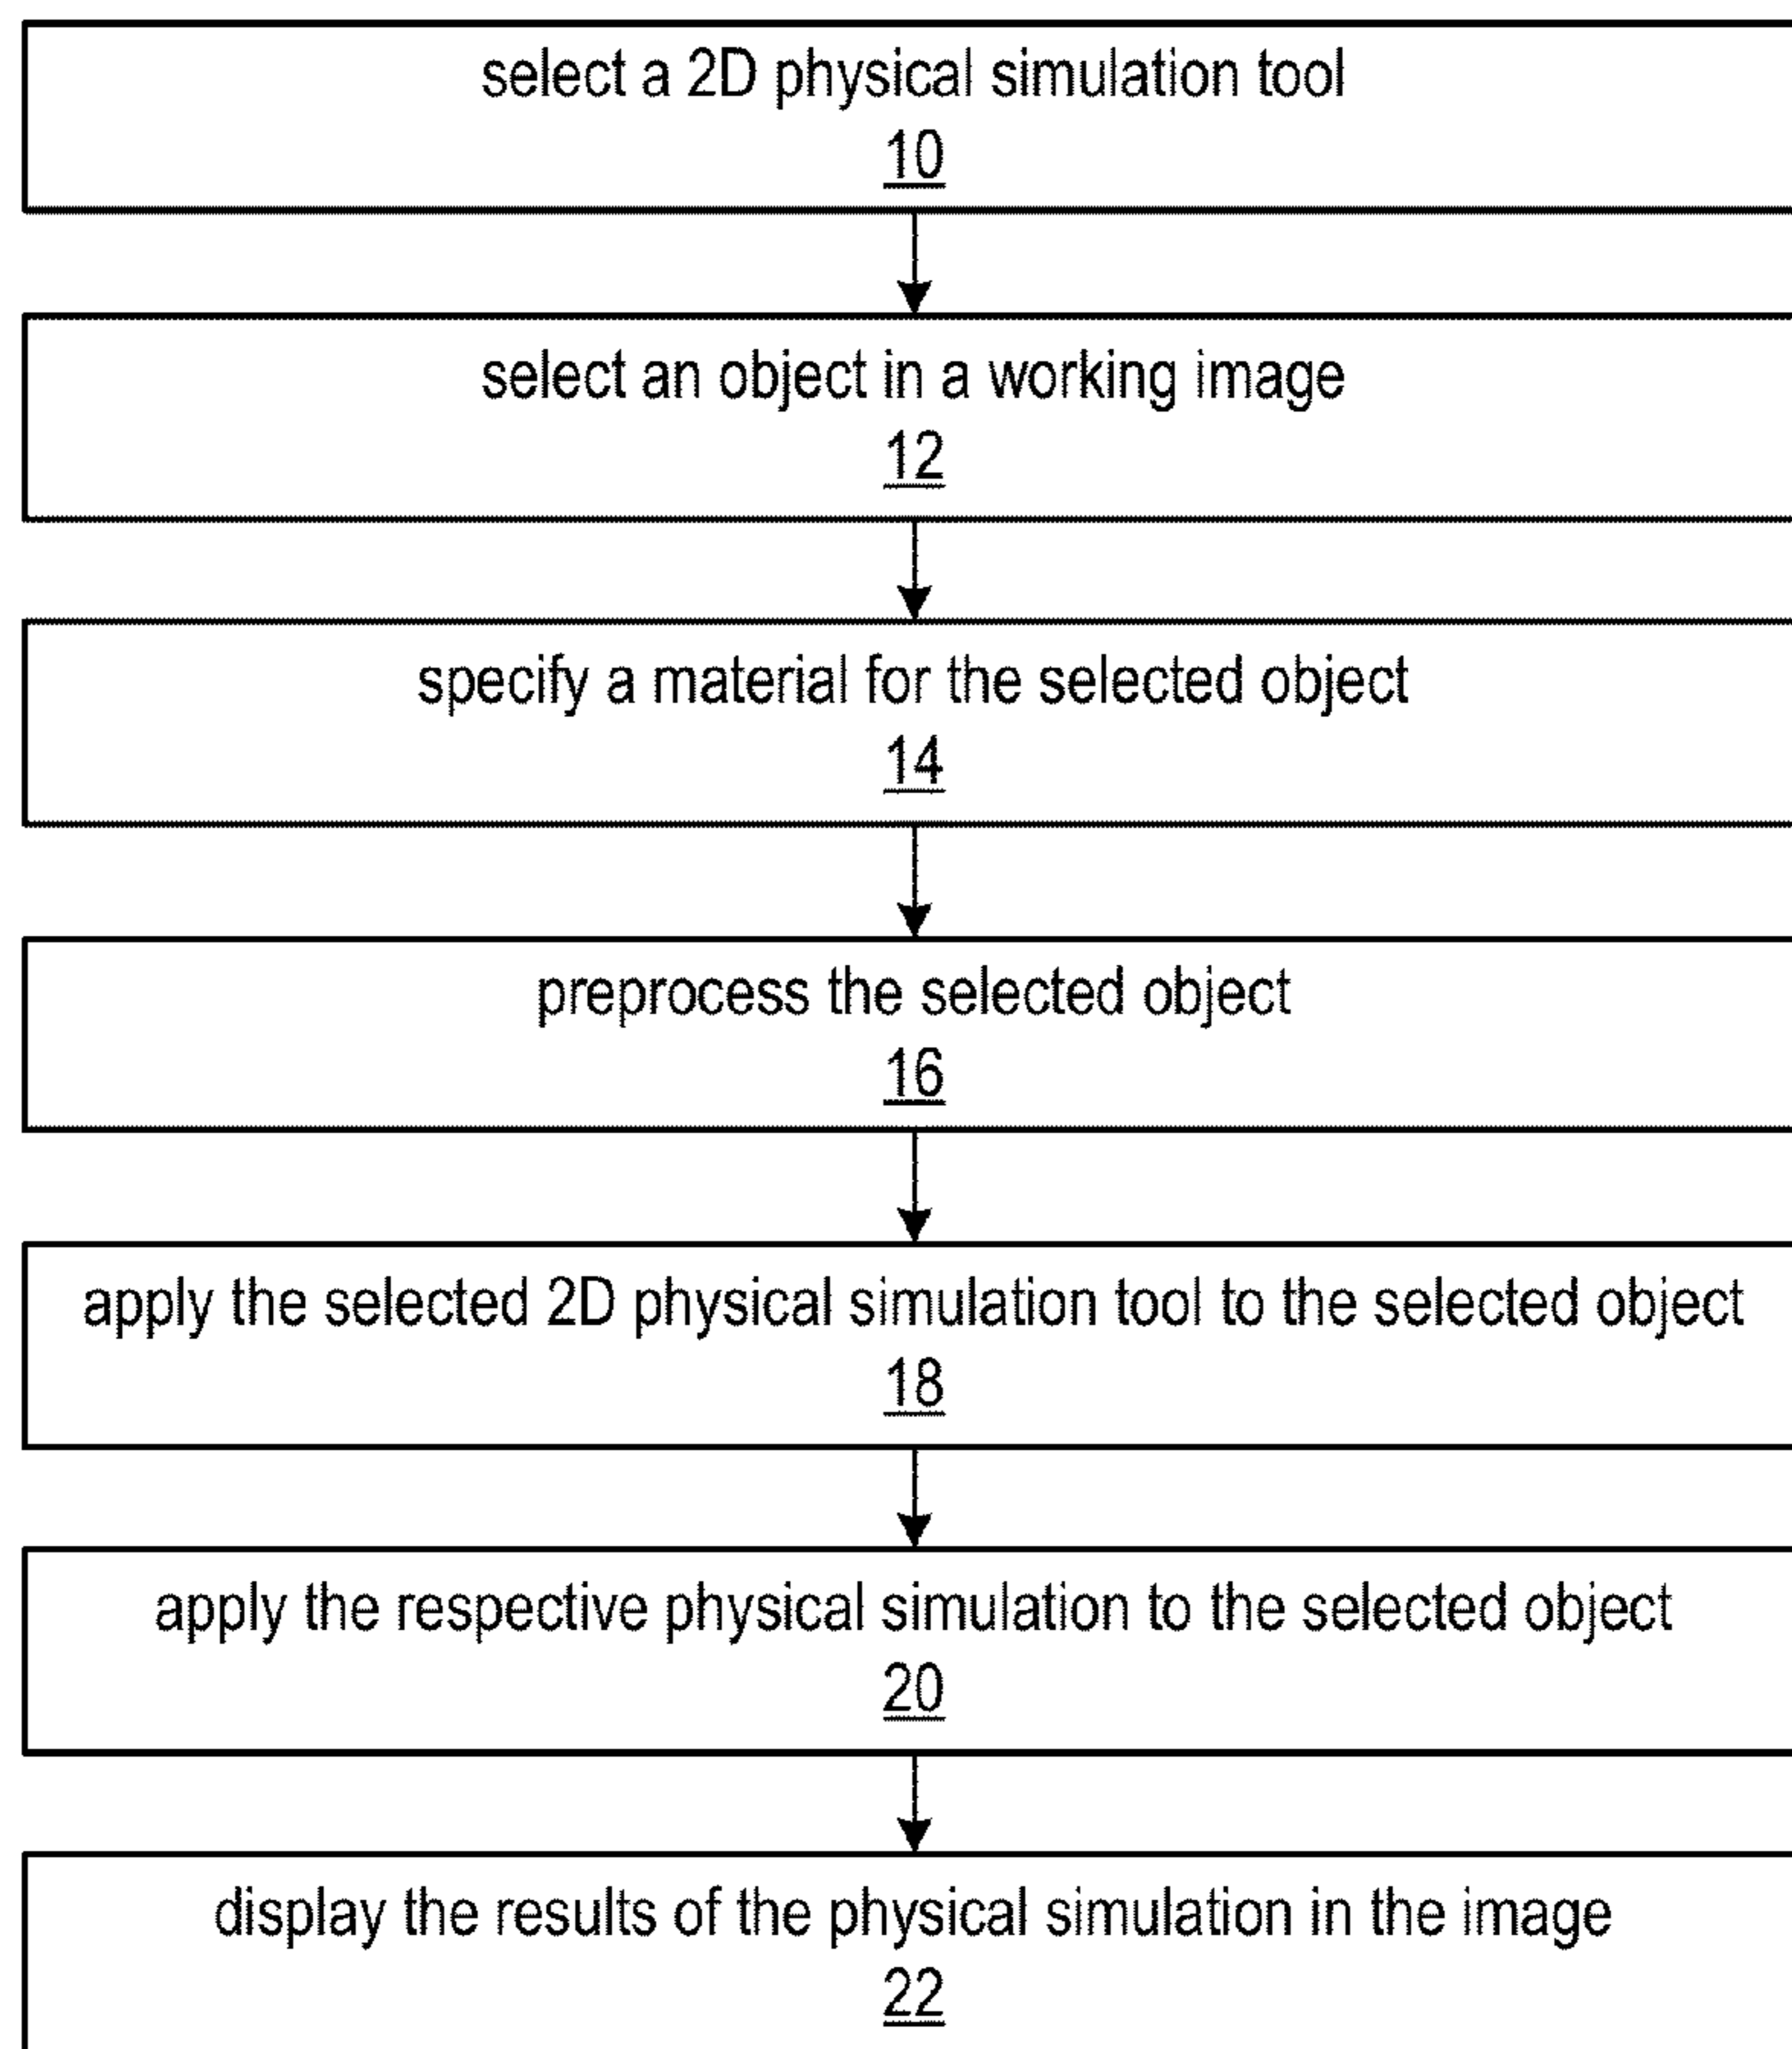 select a 2D physical simulation tool
10
select an object in a working image
12
specify a material for the selected object
14
preprocess the selected object
16
apply the selected 2D physical simulation tool to the selected object
18
apply the respective physical simulation to the selected object
20
display the results of the physical simulation in the image
22